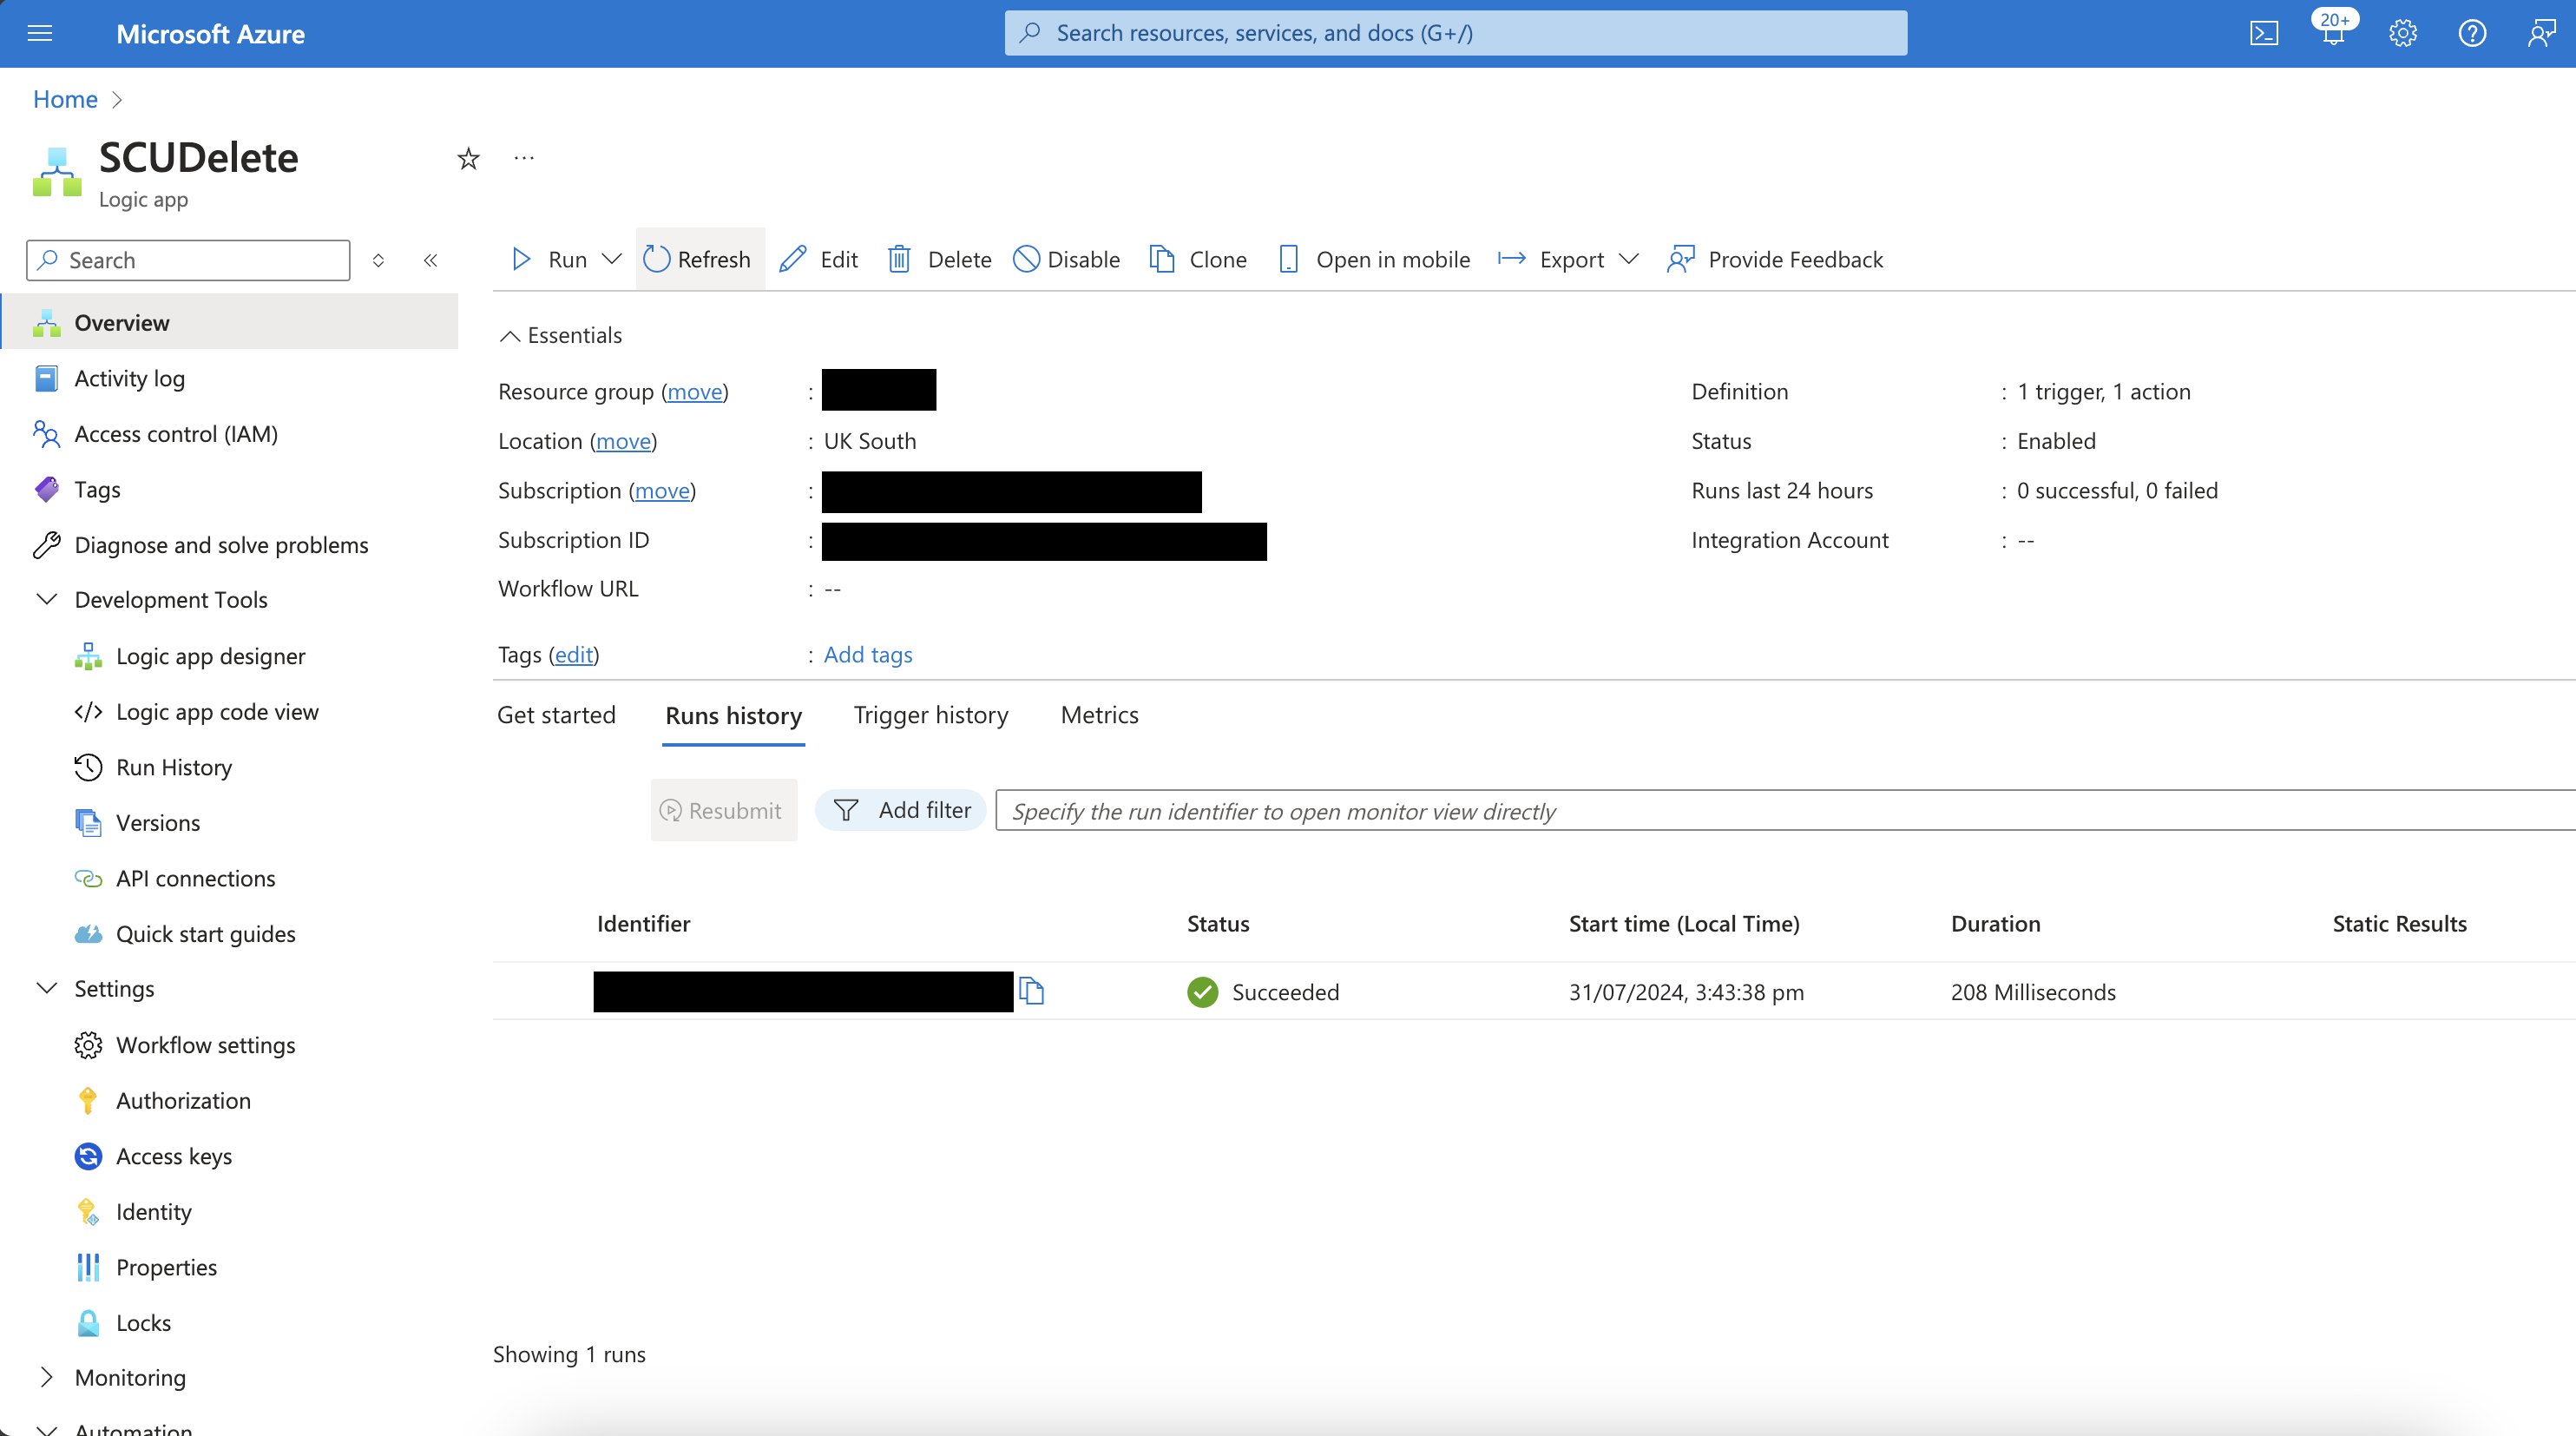 Microsoft Azure
Search resources, services, and docs (G+/)
20+
Home
SCUDelete
...
Logic app
Search
Run
Refresh
Edit
Delete
Disable
Clone
Open in mobile
Export
Provide Feedback
Overview
Activity log
Access control (IAM)
Tags
Diagnose and solve problems
Development Tools
Logic app designer
Logic app code view
Run History
Versions
API connections
Quick start guides
Settings
Workflow settings
Authorization
Access keys
Identity
Properties
Locks
Monitoring
Automation
Essentials
Resource group (move) :
Location (move) : UK South
Subscription (move) :
Subscription ID :
Workflow URL : --
Definition : 1 trigger, 1 action
Status : Enabled
Runs last 24 hours : 0 successful, 0 failed
Integration Account : --
Tags (edit) : Add tags
Get started
Runs history
Trigger history
Metrics
Resubmit
Add filter
Specify the run identifier to open monitor view directly
Identifier Status Start time (Local Time) Duration Static Results
Succeeded 31/07/2024, 3:43:38 pm 208 Milliseconds
Showing 1 runs